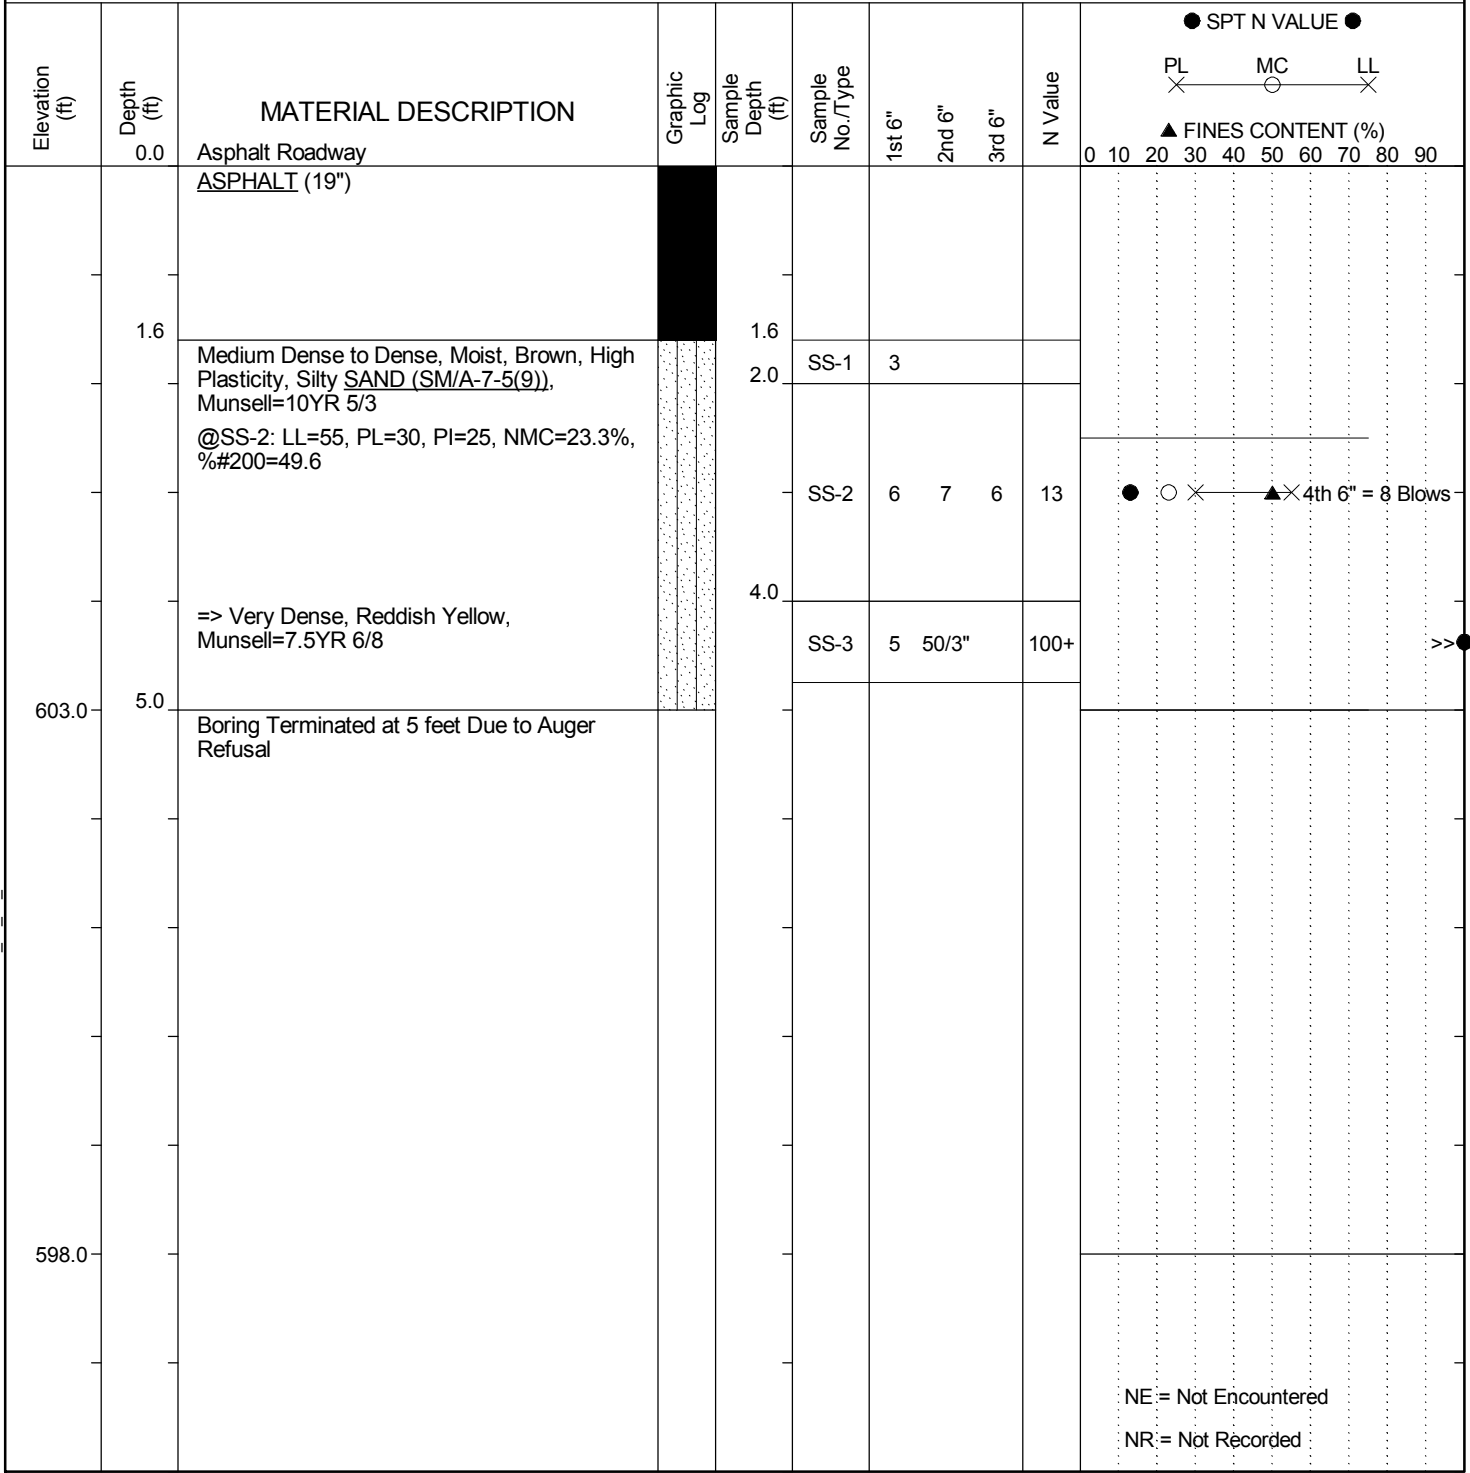 ● SPT N VALUE ●
PL MC LL
▲ FINES CONTENT (%)
0 10 20 30 40 50 60 70 80 90
Elevation (ft)
Depth (ft)
MATERIAL DESCRIPTION
Graphic Log
Sample Depth (ft)
Sample No./Type
1st 6"
2nd 6"
3rd 6"
N Value
0.0 Asphalt Roadway
ASPHALT (19")
1.6 1.6
Medium Dense to Dense, Moist, Brown, High
Plasticity, Silty SAND (SM/A-7-5(9)),
Munsell=10YR 5/3
SS-1 3
2.0
@SS-2: LL=55, PL=30, PI=25, NMC=23.3%,
%#200=49.6
SS-2 6 7 6 13 4th 6" = 8 Blows
4.0
=> Very Dense, Reddish Yellow,
Munsell=7.5YR 6/8
SS-3 5 50/3" 100+ >>
603.0 5.0
Boring Terminated at 5 feet Due to Auger
Refusal
598.0
NE = Not Encountered
NR = Not Recorded